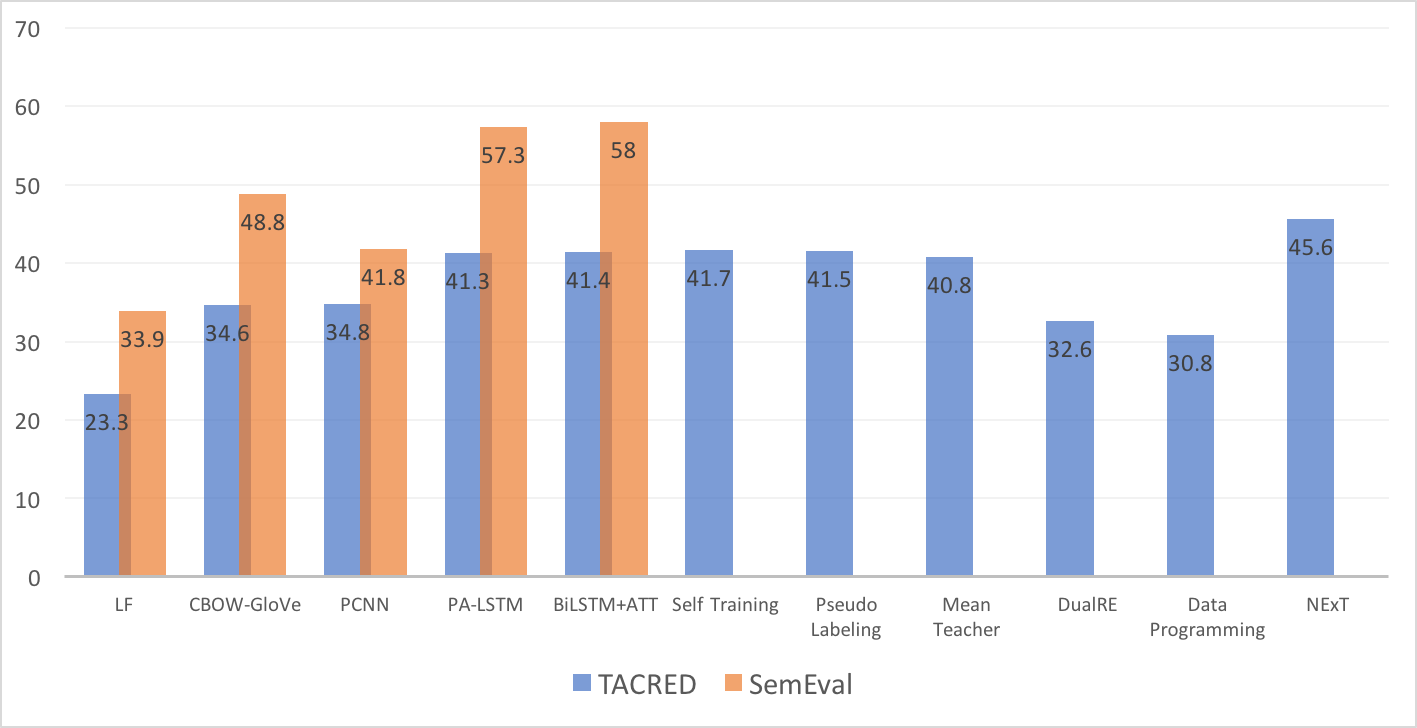 70
60
50
40
30
20
10
0
23.3
33.9
34.6
48.8
34.8
41.8
41.3
57.3
41.4
58
41.7
41.5
40.8
32.6
30.8
45.6
LF
CBOW-GloVe
PCNN
PA-LSTM
BiLSTM+ATT
Self Training
Pseudo
Labeling
Mean
Teacher
DualRE
Data
Programming
NExT
TACRED
SemEval